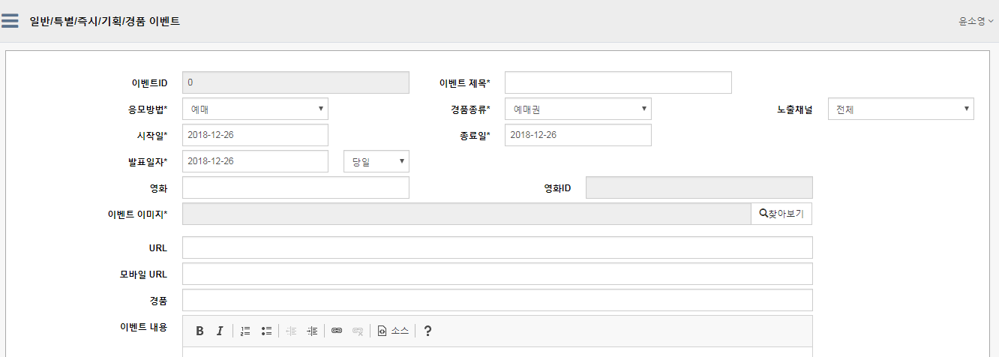 일반/특별/즉시/기획/경품 이벤트 윤소영
이벤트ID 0 이벤트 제목*
응모방법* 예매 경품종류* 예매권 노출채널 전체
시작일* 2018-12-26 종료일* 2018-12-26
발표일자* 2018-12-26 당일
영화 영화ID
이벤트 이미지* 찾아보기
URL
모바일 URL
경품
이벤트 내용 B I 소스 ?